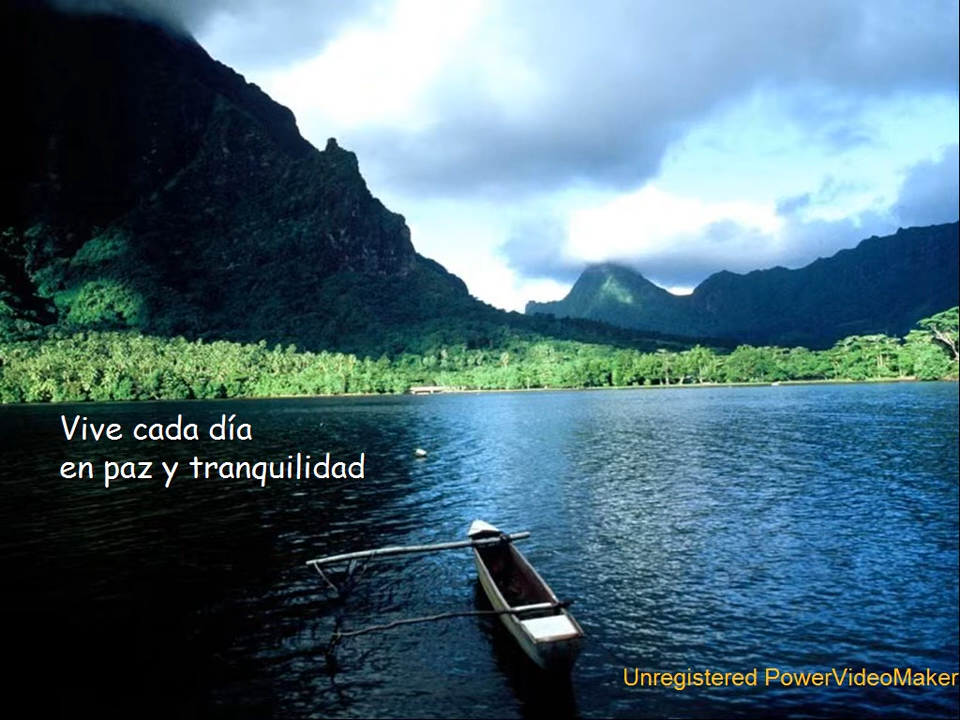 Vive cada día
en paz y tranquilidad
Unregistered PowerVideoMaker